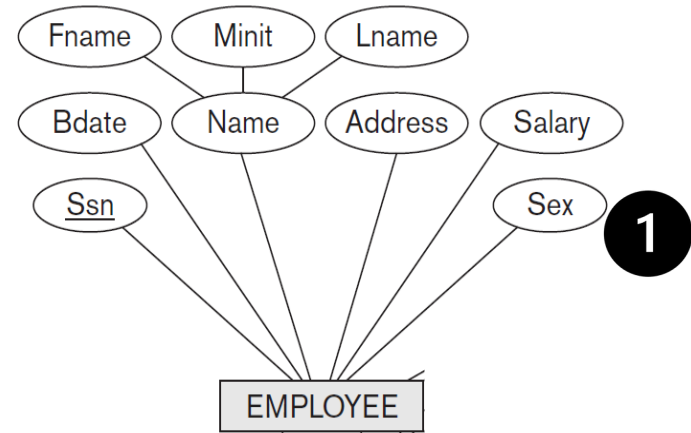 Fname Minit Lname
Bdate Name Address Salary
Ssn Sex
1
EMPLOYEE